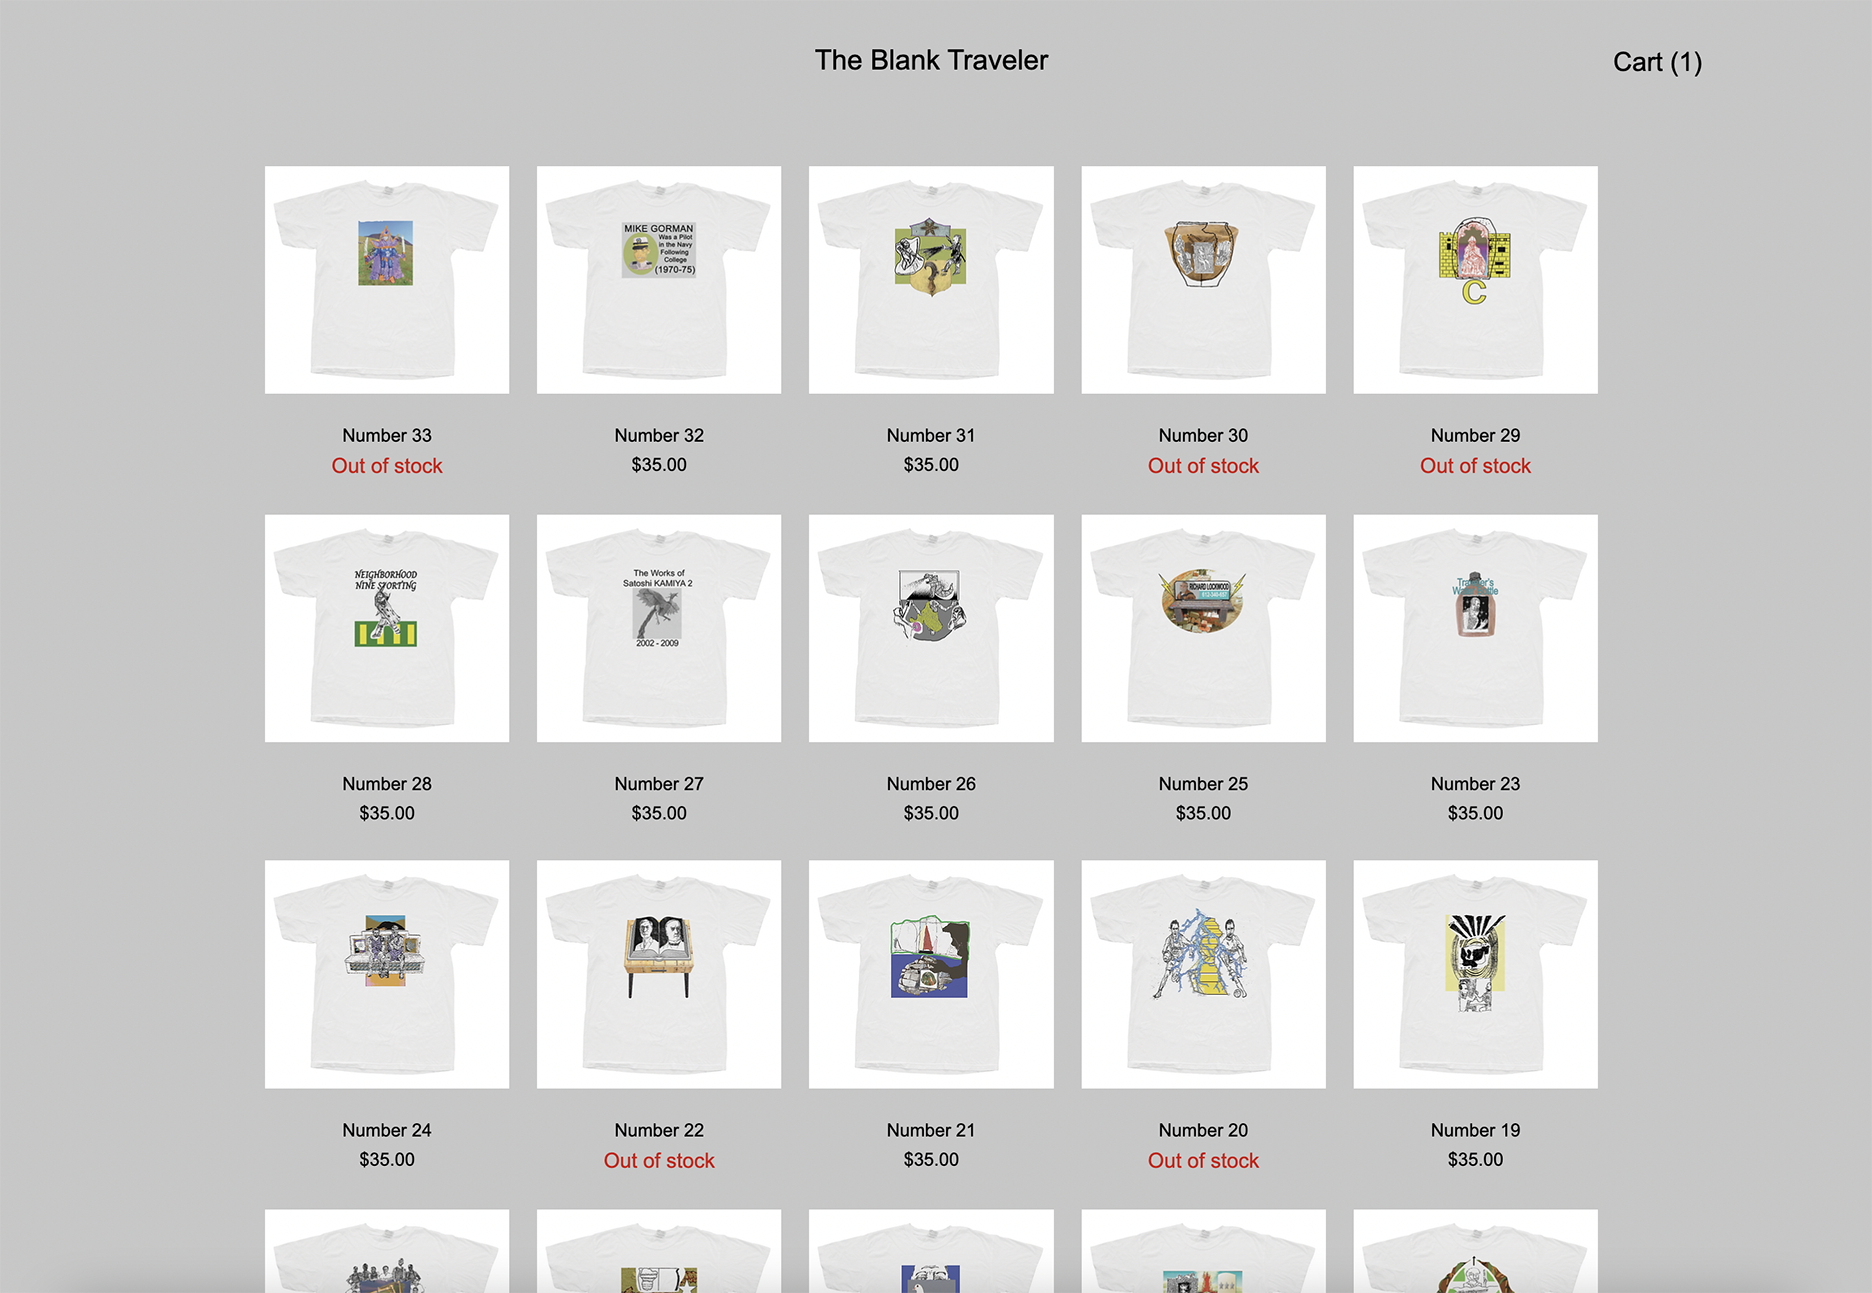 The Blank Traveler
Cart (1)
MIKE GORMAN
Was a Pilot
in the Navy
Following
College
(1970-75)
C
Number 33
Out of stock
Number 32
$35.00
Number 31
$35.00
Number 30
Out of stock
Number 29
Out of stock
NEIGHBORHOOD
NINE SPORTING
The Works of
Satoshi KAMIYA 2
2002 - 2009
RICHARD LOCKWOOD
Number 28
$35.00
Number 27
$35.00
Number 26
$35.00
Number 25
$35.00
Number 23
$35.00
Number 24
$35.00
Number 22
Out of stock
Number 21
$35.00
Number 20
Out of stock
Number 19
$35.00